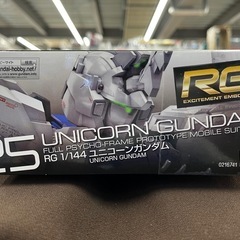 RG
EXCITEMENT EMBO
25 UNICORN GUNDA
FULL PSYCHO-FRAME PROTOTYPE MOBILE SUI
RG 1/144 ユニコーンガンダム
UNICORN GUNDAM
0216741